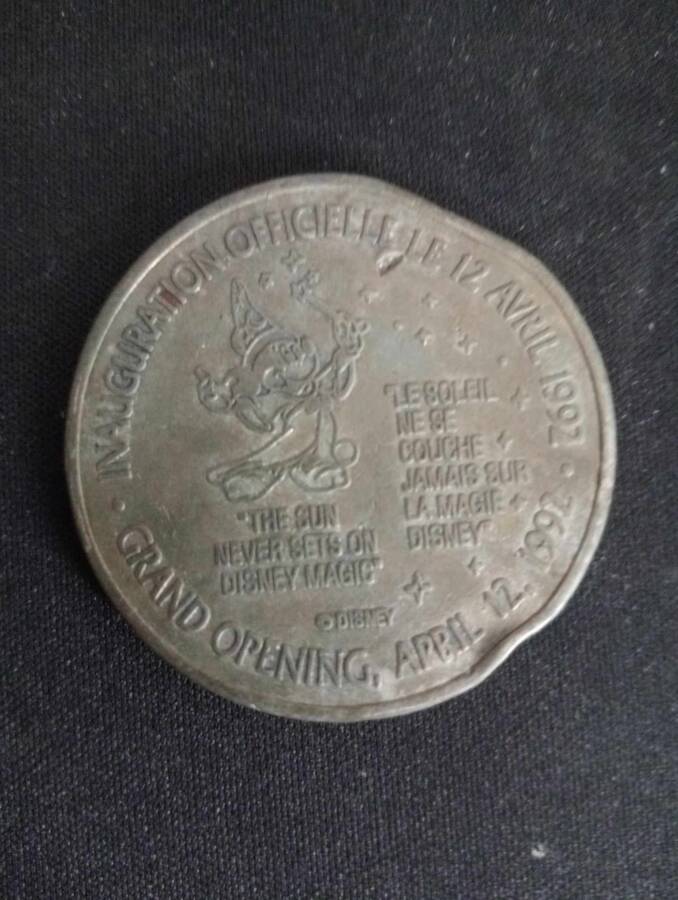 INAUGURATION OFFICIELLE LE 12 AVRIL 1992
"LE SOLEIL
NE SE
COUCHE
JAMAIS SUR
LA MAGIE
DISNEY"
"THE SUN
NEVER SETS ON
DISNEY MAGIC"
©DISNEY
GRAND OPENING, APRIL 12, 1992